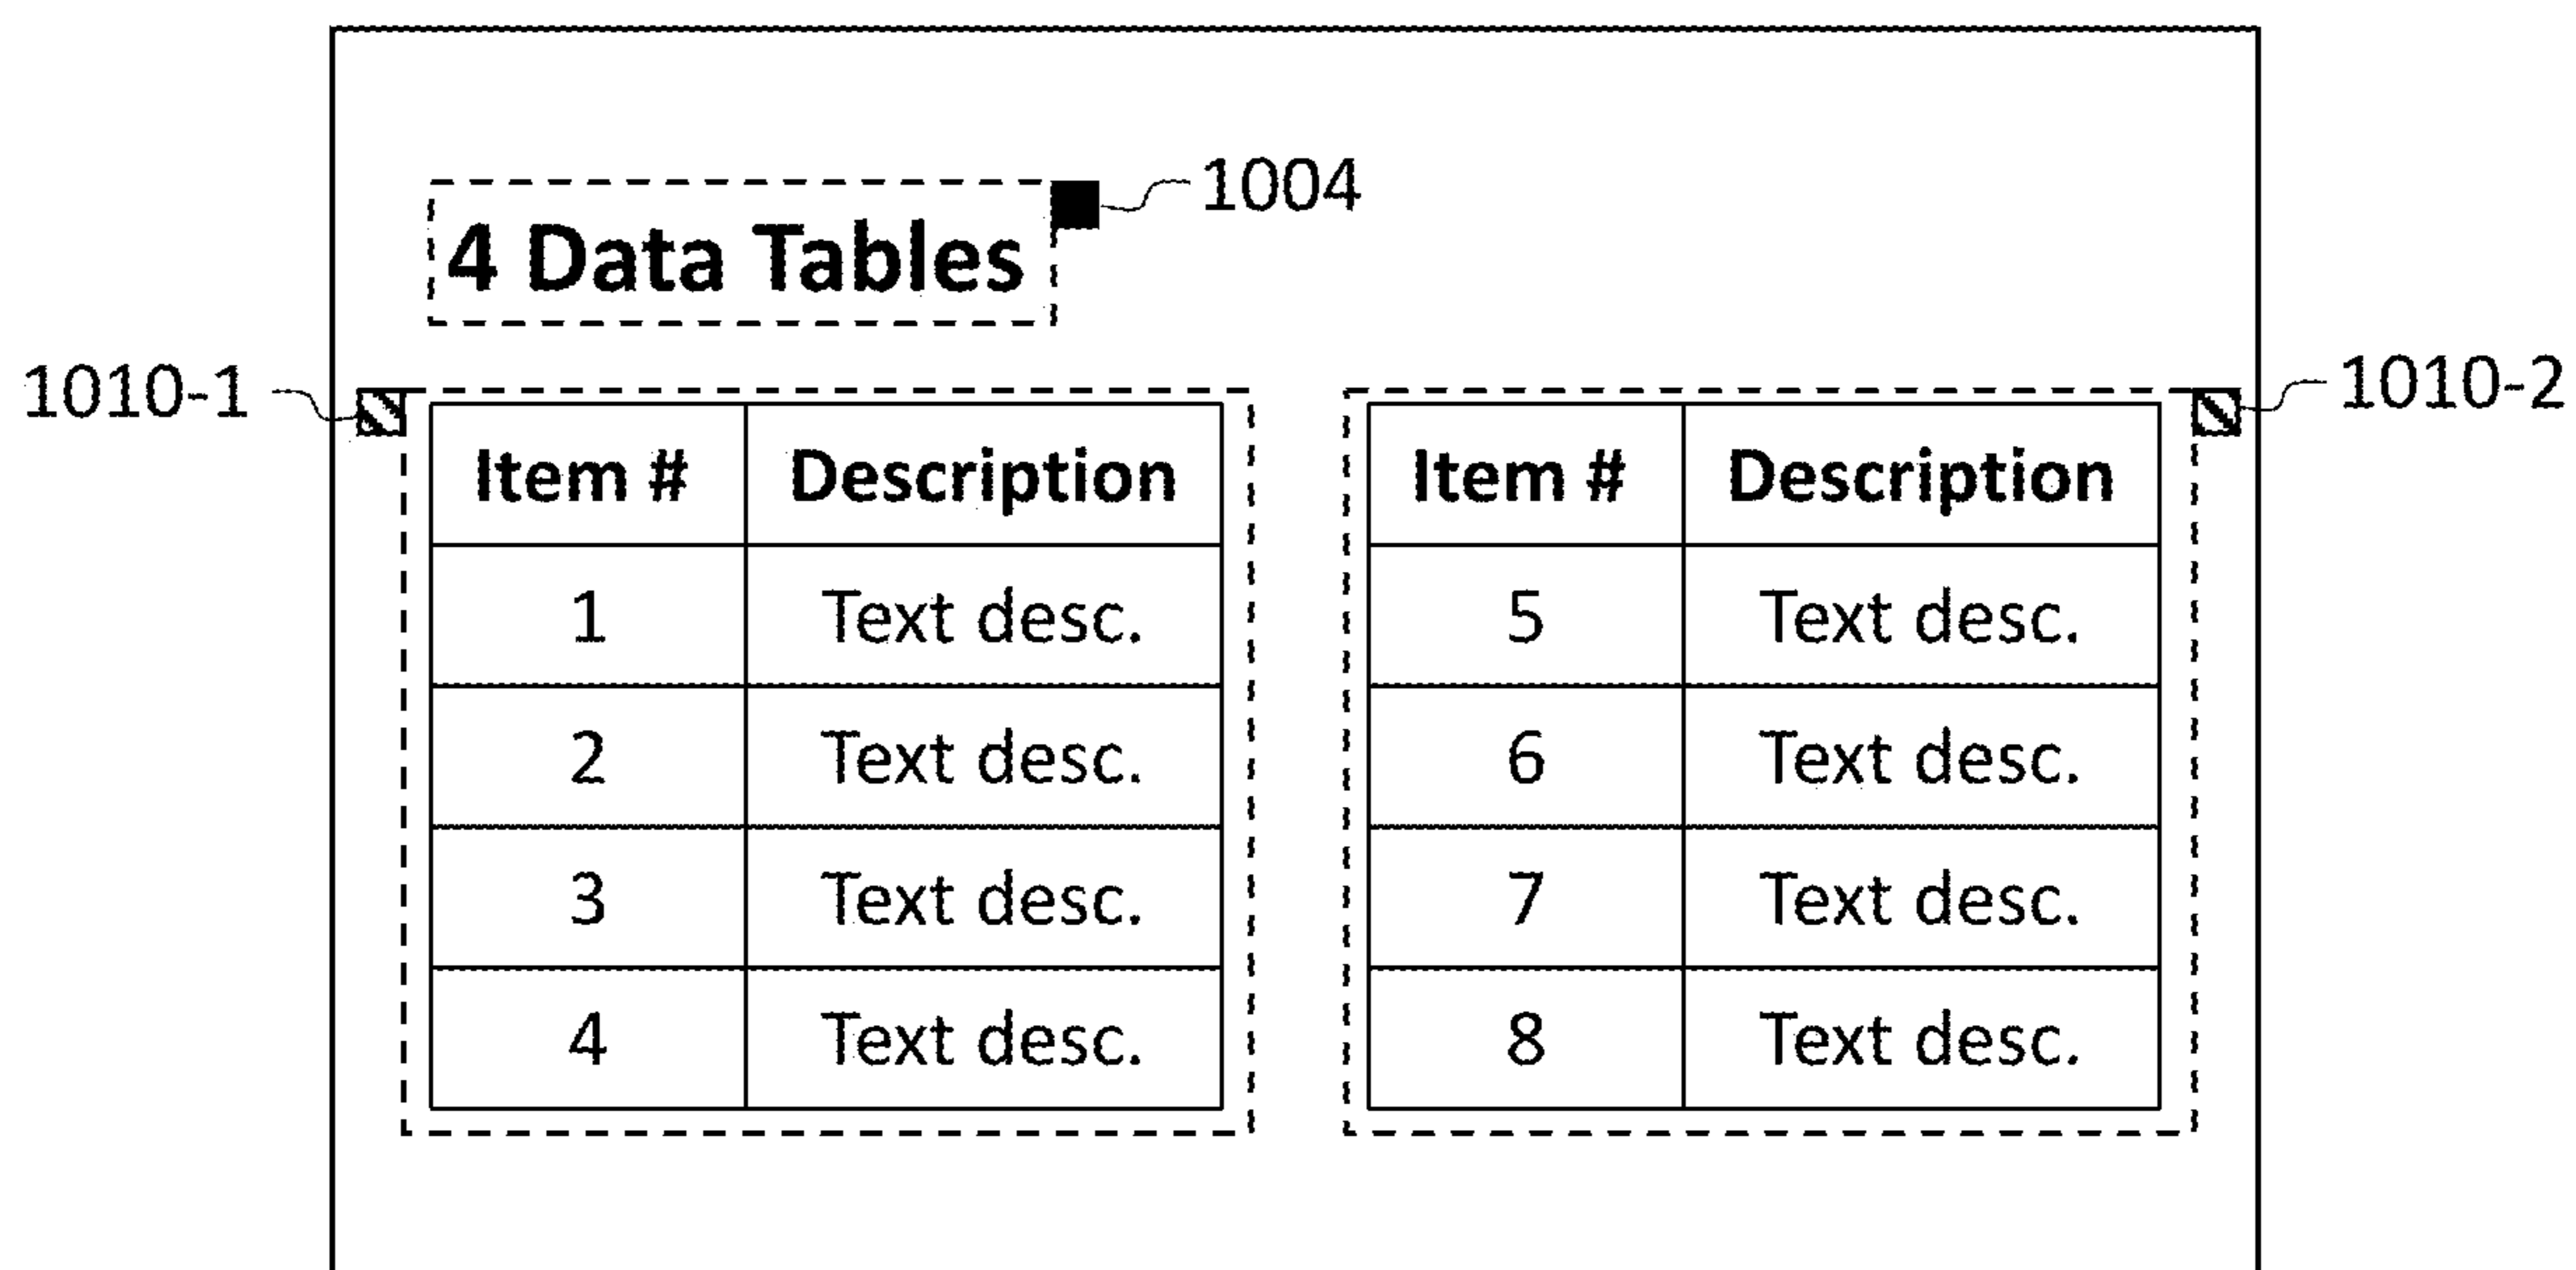 1004
4 Data Tables
1010-1
1010-2
Item # Description
1 Text desc.
2 Text desc.
3 Text desc.
4 Text desc.
Item # Description
5 Text desc.
6 Text desc.
7 Text desc.
8 Text desc.